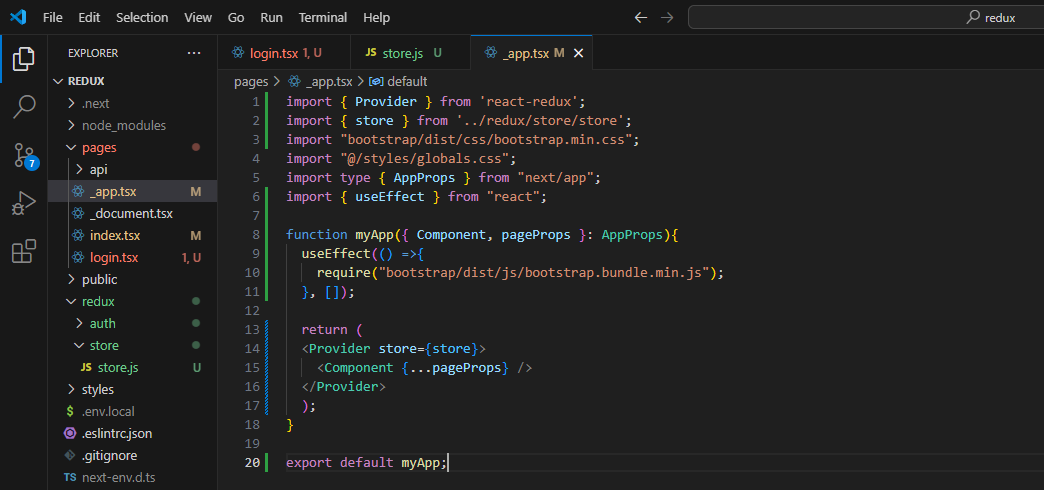 File Edit Selection View Go Run Terminal Help redux
EXPLORER ...
login.tsx 1, U store.js U _app.tsx M
REDUX
pages > _app.tsx > default
.next
node_modules
pages
api
_app.tsx M
_document.tsx
index.tsx M
login.tsx 1, U
public
redux
auth
store
JS store.js U
styles
$ .env.local
.eslintrc.json
.gitignore
TS next-env.d.ts
7
1 import { Provider } from 'react-redux';
2 import { store } from '../redux/store/store';
3 import "bootstrap/dist/css/bootstrap.min.css";
4 import "@/styles/globals.css";
5 import type { AppProps } from "next/app";
6 import { useEffect } from "react";
7
8 function myApp({ Component, pageProps }: AppProps){
9 useEffect(() =>{
10 require("bootstrap/dist/js/bootstrap.bundle.min.js");
11 }, []);
12
13 return (
14 <Provider store={store}>
15 <Component {...pageProps} />
16 </Provider>
17 );
18 }
19
20 export default myApp;